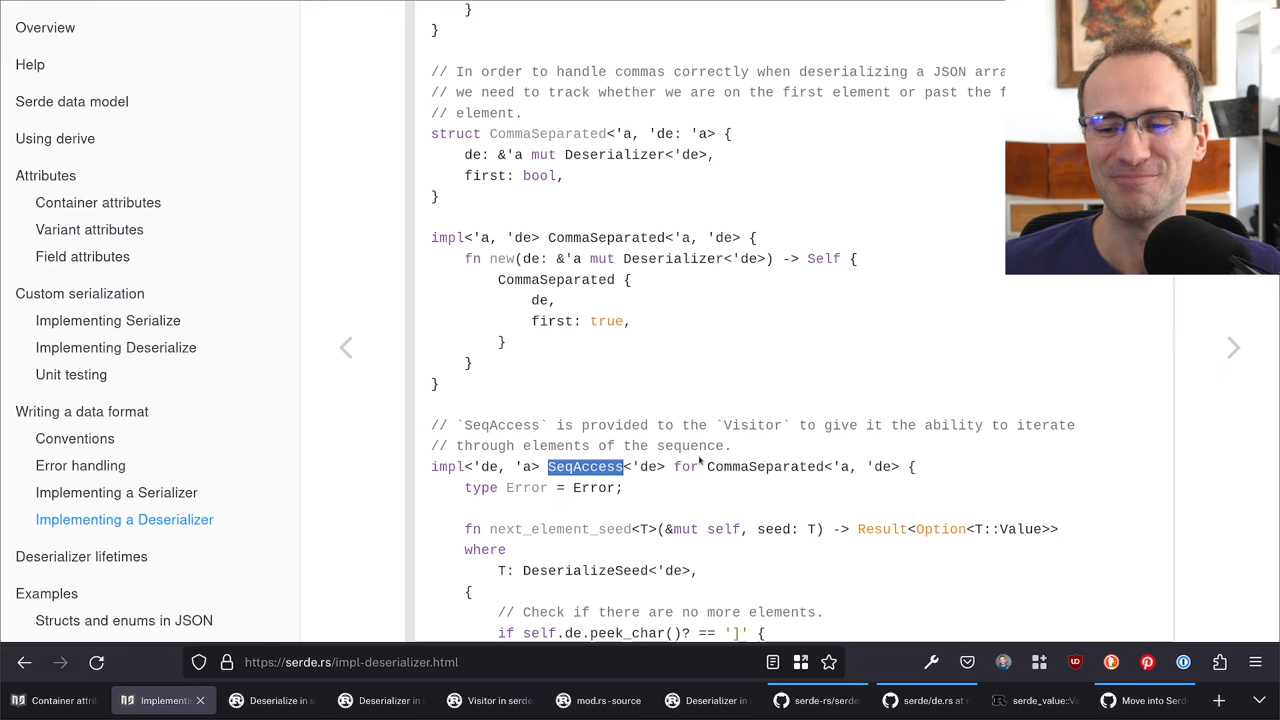 Overview
Help
Serde data model
Using derive
Attributes
Container attributes
Variant attributes
Field attributes
Custom serialization
Implementing Serialize
Implementing Deserialize
Unit testing
Writing a data format
Conventions
Error handling
Implementing a Serializer
Implementing a Deserializer
Deserializer lifetimes
Examples
Structs and enums in JSON
}
}
// In order to handle commas correctly when deserializing a JSON arra
// we need to track whether we are on the first element or past the f
// element.
struct CommaSeparated<'a, 'de: 'a> {
de: &'a mut Deserializer<'de>,
first: bool,
}
impl<'a, 'de> CommaSeparated<'a, 'de> {
fn new(de: &'a mut Deserializer<'de>) -> Self {
CommaSeparated {
de,
first: true,
}
}
}
// `SeqAccess` is provided to the `Visitor` to give it the ability to iterate
// through elements of the sequence.
impl<'de, 'a> SeqAccess<'de> for CommaSeparated<'a, 'de> {
type Error = Error;
fn next_element_seed<T>(&mut self, seed: T) -> Result<Option<T::Value>>
where
T: DeserializeSeed<'de>,
{
// Check if there are no more elements.
if self.de.peek_char()? == ']' {
https://serde.rs/impl-deserializer.html
Container attri
Implementi
Deserialize in s
Deserializer in
Visitor in serde
mod.rs - source
Deserializer in
serde-rs/serde
serde/de.rs at
serde_value::Va
Move into Serd